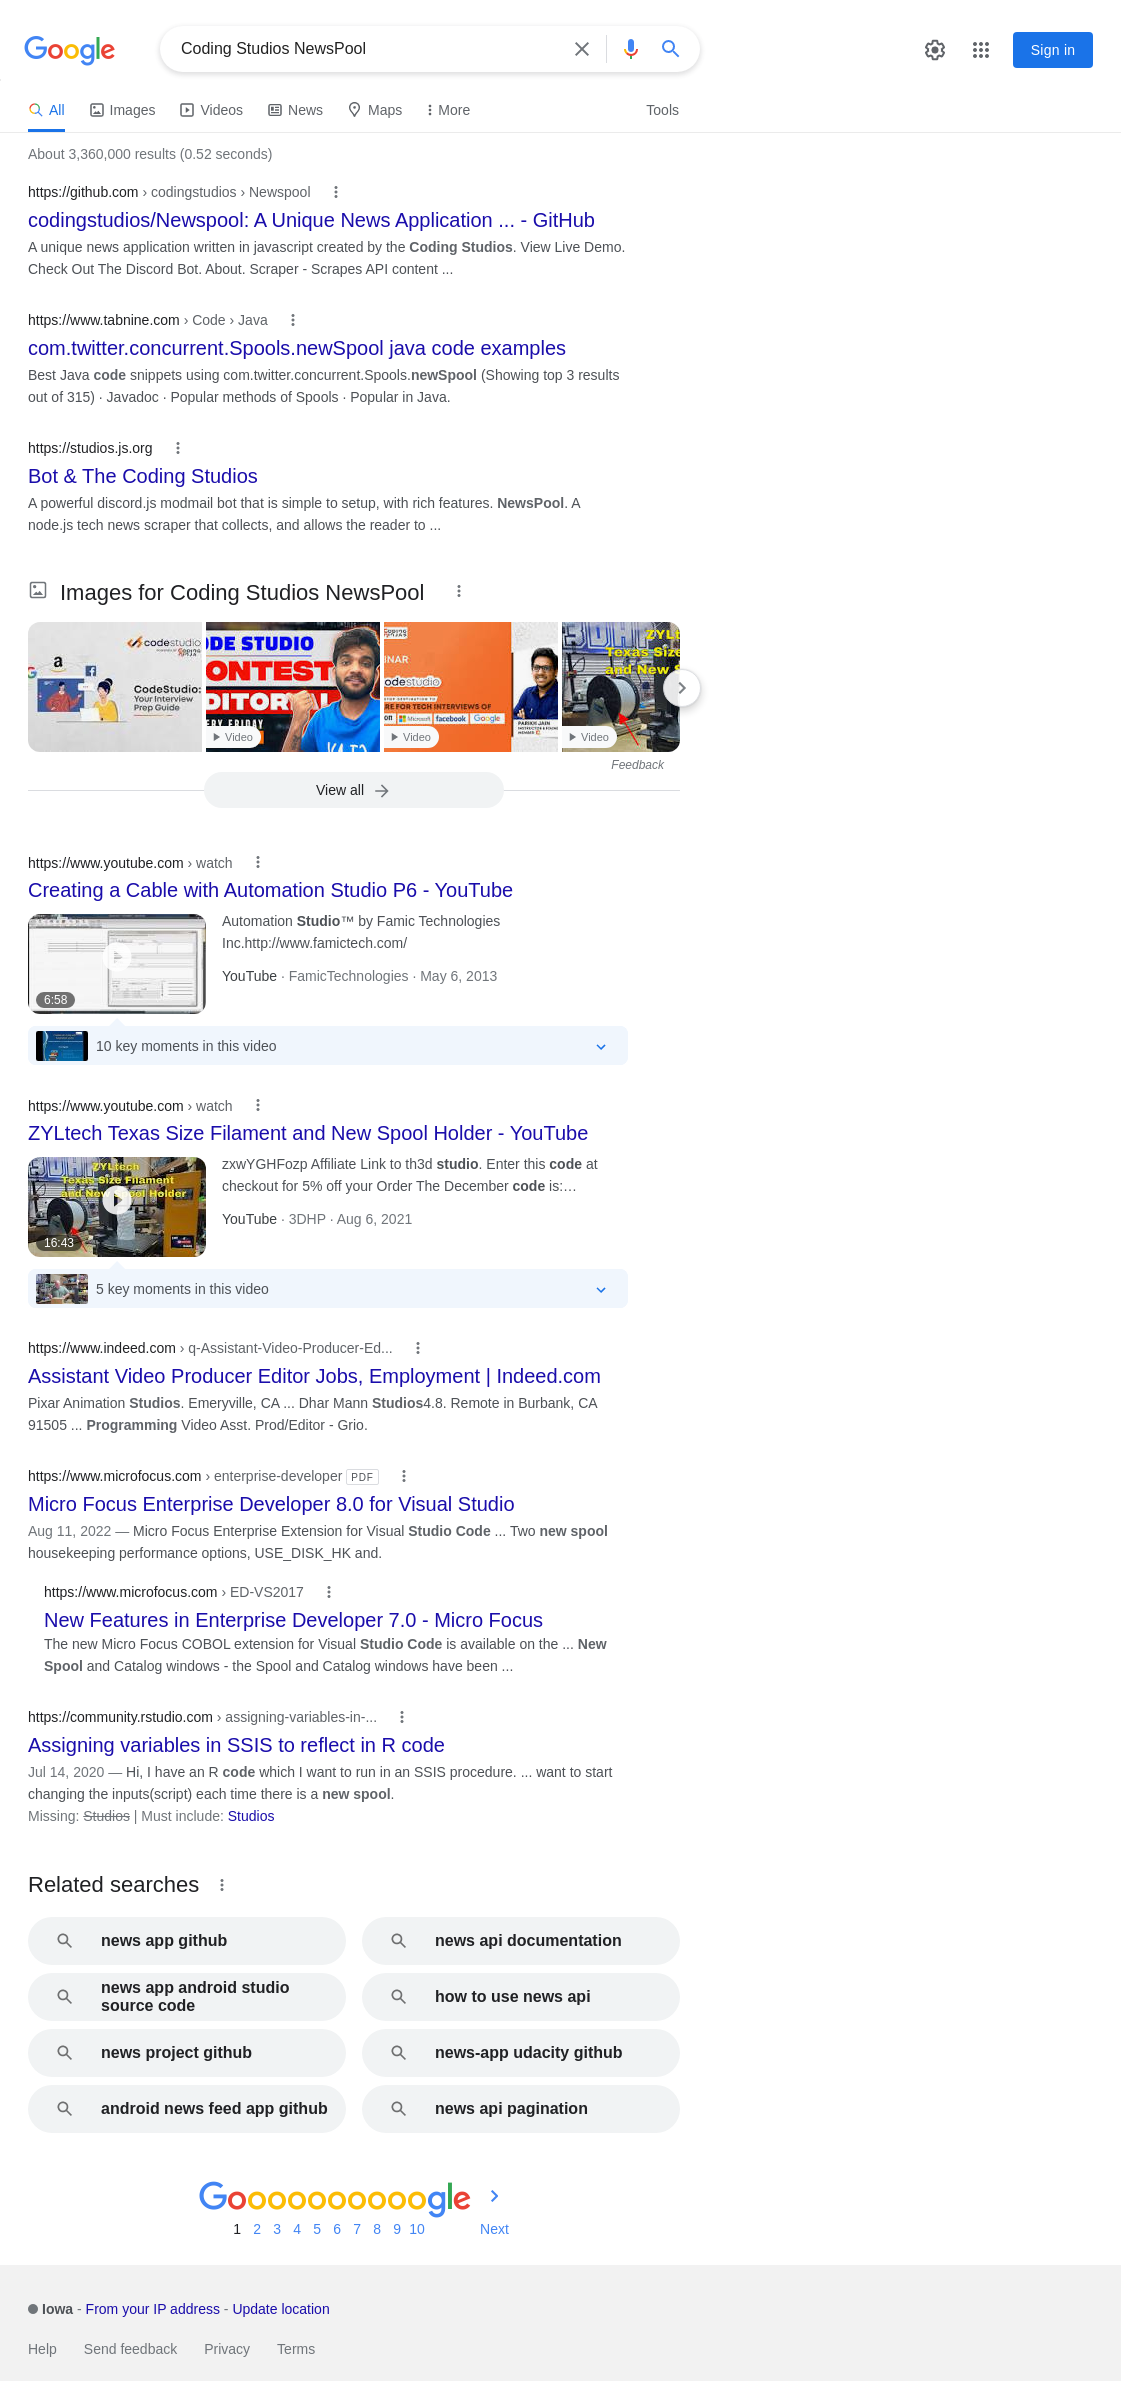 Google
Coding Studios NewsPool
Sign in
All
Images
Videos
News
Maps
More
Tools
About 3,360,000 results (0.52 seconds)
https://github.com › codingstudios › Newspool
codingstudios/Newspool: A Unique News Application ... - GitHub
A unique news application written in javascript created by the Coding Studios. View Live Demo.
Check Out The Discord Bot. About. Scraper - Scrapes API content ...
https://www.tabnine.com › Code › Java
com.twitter.concurrent.Spools.newSpool java code examples
Best Java code snippets using com.twitter.concurrent.Spools.newSpool (Showing top 3 results
out of 315) · Javadoc · Popular methods of Spools · Popular in Java.
https://studios.js.org
Bot & The Coding Studios
A powerful discord.js modmail bot that is simple to setup, with rich features. NewsPool. A
node.js tech news scraper that collects, and allows the reader to ...
Images for Coding Studios NewsPool
codestudio
CodeStudio:
Your Interview
Prep Guide
ODE STUDIO
ONTEST
DITORIAL
ERY FRIDAY
Video
INAR
codestudio
RE FOR TECH INTERVIEWS OF
Microsoft
facebook
Google
PARIKH JAIN
Video
3DHP
ZYLt
Texas Size
and New S
Video
Feedback
View all
https://www.youtube.com › watch
Creating a Cable with Automation Studio P6 - YouTube
Automation Studio™ by Famic Technologies
Inc.http://www.famictech.com/
YouTube · FamicTechnologies · May 6, 2013
6:58
10 key moments in this video
https://www.youtube.com › watch
ZYLtech Texas Size Filament and New Spool Holder - YouTube
ZYLtech
Texas Size Filament
and New Spool Holder
zxwYGHFozp Affiliate Link to th3d studio. Enter this code at
checkout for 5% off your Order The December code is:…
YouTube · 3DHP · Aug 6, 2021
16:43
5 key moments in this video
https://www.indeed.com › q-Assistant-Video-Producer-Ed...
Assistant Video Producer Editor Jobs, Employment | Indeed.com
Pixar Animation Studios. Emeryville, CA ... Dhar Mann Studios4.8. Remote in Burbank, CA
91505 ... Programming Video Asst. Prod/Editor - Grio.
https://www.microfocus.com › enterprise-developer PDF
Micro Focus Enterprise Developer 8.0 for Visual Studio
Aug 11, 2022 — Micro Focus Enterprise Extension for Visual Studio Code ... Two new spool
housekeeping performance options, USE_DISK_HK and.
https://www.microfocus.com › ED-VS2017
New Features in Enterprise Developer 7.0 - Micro Focus
The new Micro Focus COBOL extension for Visual Studio Code is available on the ... New
Spool and Catalog windows - the Spool and Catalog windows have been ...
https://community.rstudio.com › assigning-variables-in-...
Assigning variables in SSIS to reflect in R code
Jul 14, 2020 — Hi, I have an R code which I want to run in an SSIS procedure. ... want to start
changing the inputs(script) each time there is a new spool.
Missing: Studios | Must include: Studios
Related searches
news app github
news api documentation
news app android studio
source code
how to use news api
news project github
news-app udacity github
android news feed app github
news api pagination
Goooooooooogle
1 2 3 4 5 6 7 8 9 10 Next
Iowa - From your IP address - Update location
Help Send feedback Privacy Terms